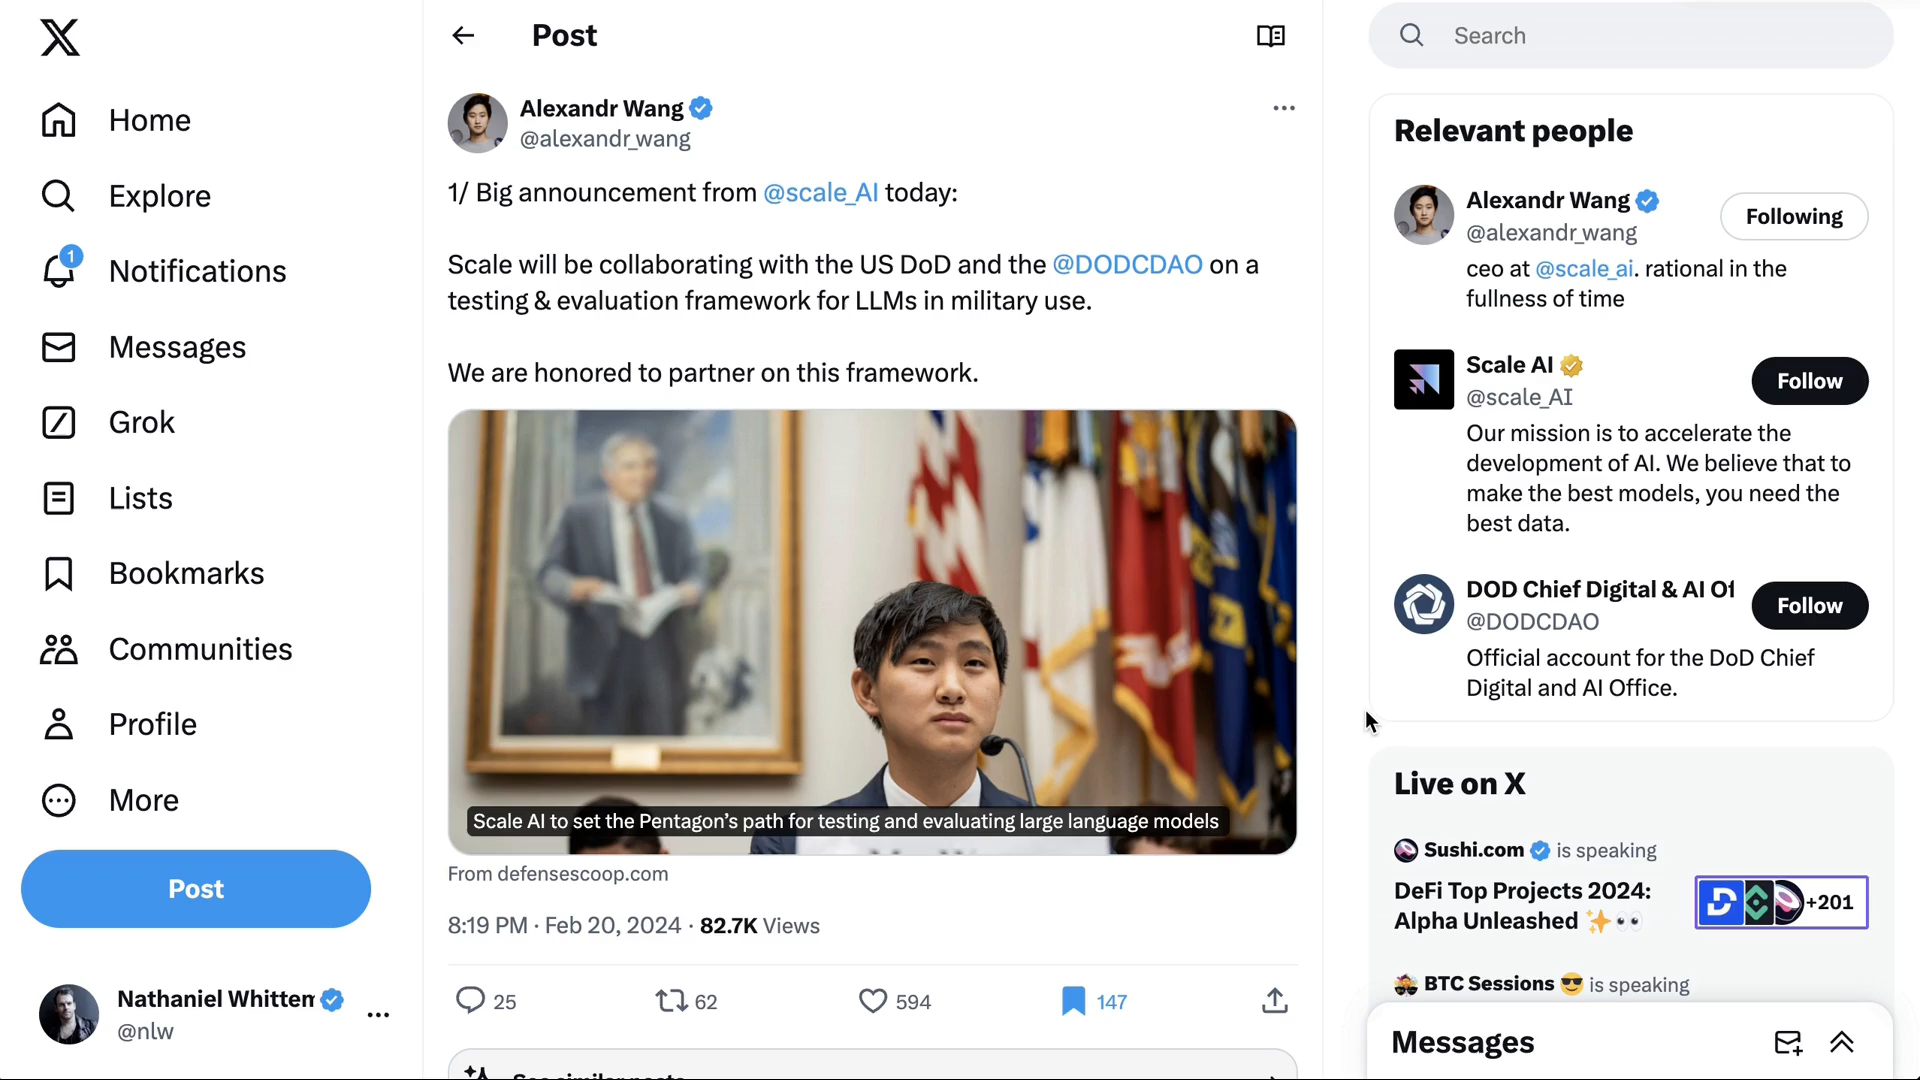 Home
Explore
1
Notifications
Messages
Grok
Lists
Bookmarks
Communities
Profile
More
Post
Nathaniel Whittem
@nlw
Post
Alexandr Wang
@alexandr_wang
1/ Big announcement from @scale_AI today:
Scale will be collaborating with the US DoD and the @DODCDAO on a
testing & evaluation framework for LLMs in military use.
We are honored to partner on this framework.
Scale AI to set the Pentagon's path for testing and evaluating large language models
From defensescoop.com
8:19 PM · Feb 20, 2024 · 82.7K Views
25
62
594
147
See similar posts
Search
Relevant people
Alexandr Wang
@alexandr_wang
Following
ceo at @scale_ai. rational in the
fullness of time
Scale AI
@scale_AI
Follow
Our mission is to accelerate the
development of AI. We believe that to
make the best models, you need the
best data.
DOD Chief Digital & AI Of
@DODCDAO
Follow
Official account for the DoD Chief
Digital and AI Office.
Live on X
Sushi.com is speaking
DeFi Top Projects 2024:
Alpha Unleashed ✨👀
+201
BTC Sessions 😎 is speaking
Messages